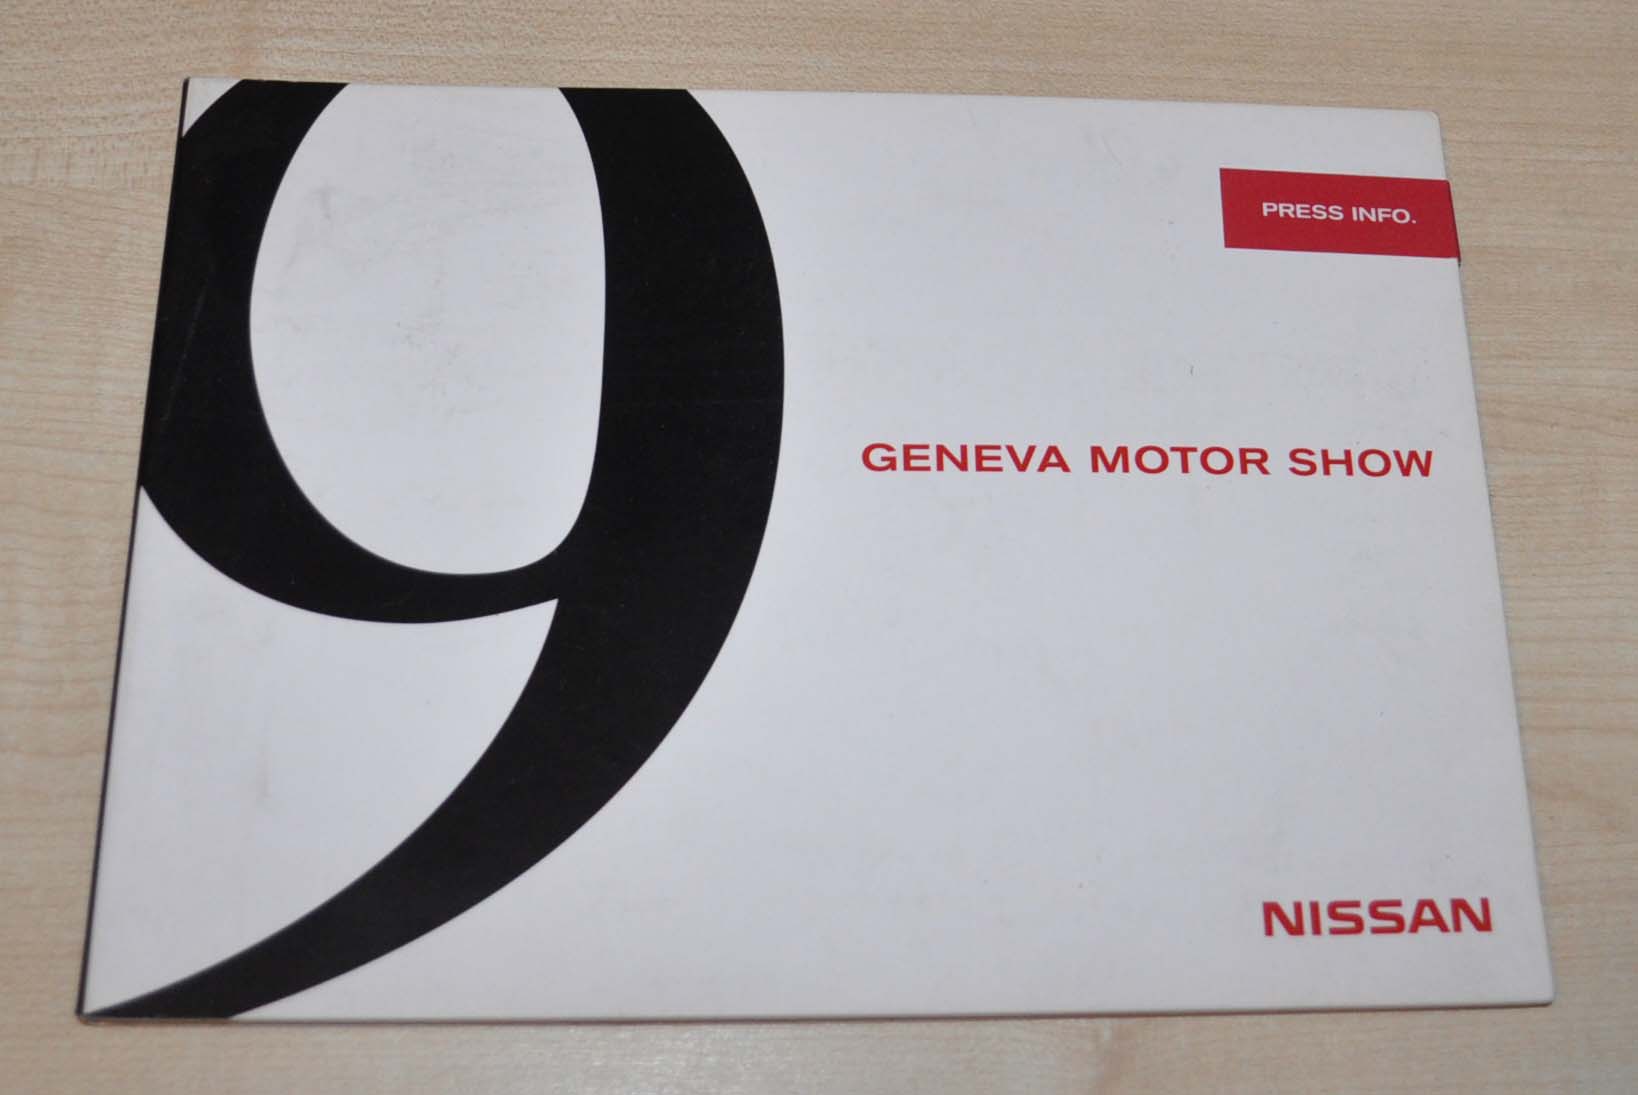 9
PRESS INFO.
GENEVA MOTOR SHOW
NISSAN